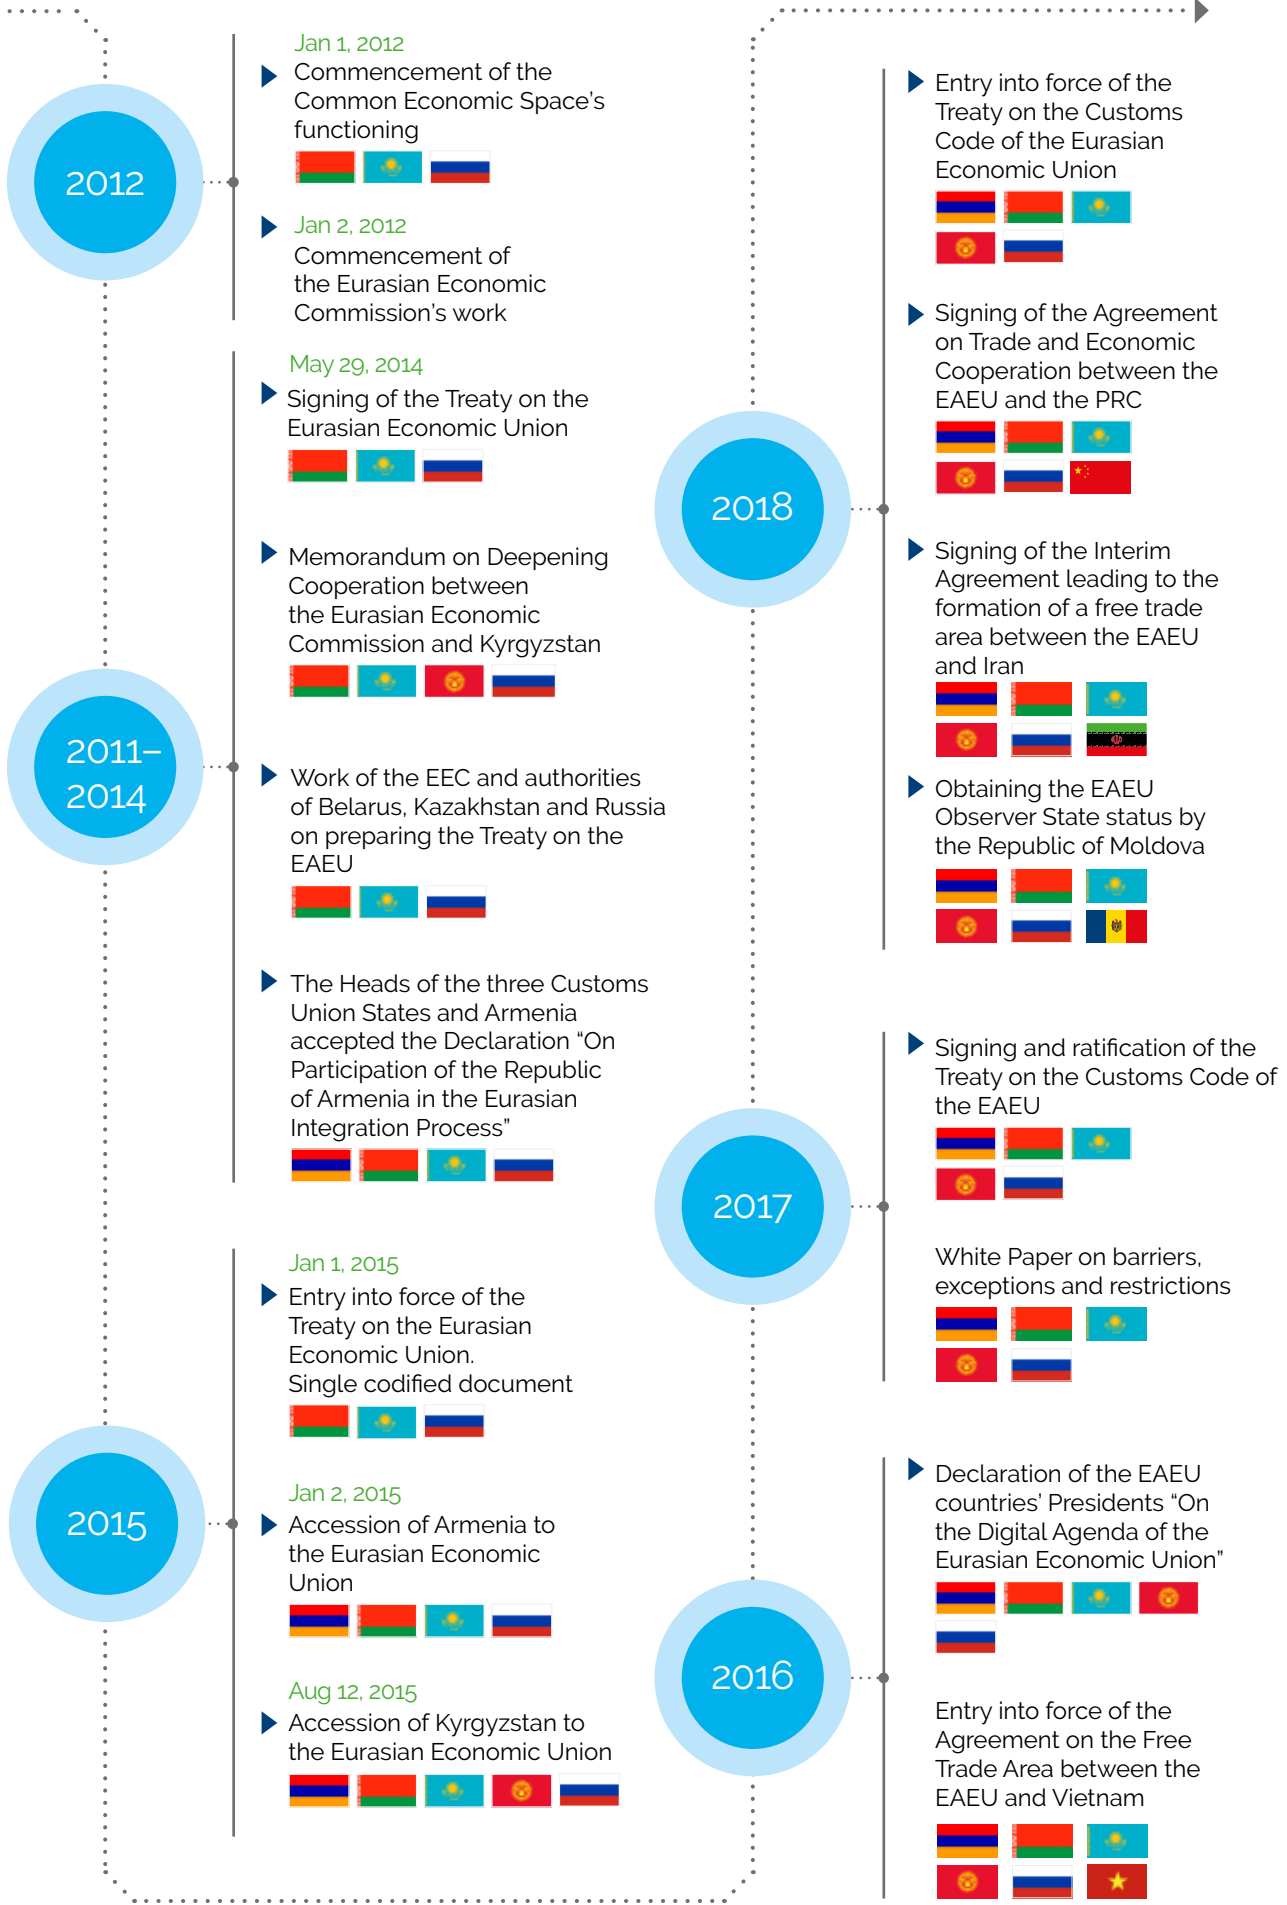 2012
Jan 1, 2012
Commencement of the
Common Economic Space's
functioning
Jan 2, 2012
Commencement of
the Eurasian Economic
Commission's work
2011–
2014
May 29, 2014
Signing of the Treaty on the
Eurasian Economic Union
Memorandum on Deepening
Cooperation between
the Eurasian Economic
Commission and Kyrgyzstan
Work of the EEC and authorities
of Belarus, Kazakhstan and Russia
on preparing the Treaty on the
EAEU
The Heads of the three Customs
Union States and Armenia
accepted the Declaration “On
Participation of the Republic
of Armenia in the Eurasian
Integration Process”
2015
Jan 1, 2015
Entry into force of the
Treaty on the Eurasian
Economic Union.
Single codified document
Jan 2, 2015
Accession of Armenia to
the Eurasian Economic
Union
Aug 12, 2015
Accession of Kyrgyzstan to
the Eurasian Economic Union
2018
Entry into force of the
Treaty on the Customs
Code of the Eurasian
Economic Union
Signing of the Agreement
on Trade and Economic
Cooperation between the
EAEU and the PRC
Signing of the Interim
Agreement leading to the
formation of a free trade
area between the EAEU
and Iran
Obtaining the EAEU
Observer State status by
the Republic of Moldova
2017
Signing and ratification of the
Treaty on the Customs Code of
the EAEU
White Paper on barriers,
exceptions and restrictions
2016
Declaration of the EAEU
countries' Presidents “On
the Digital Agenda of the
Eurasian Economic Union”
Entry into force of the
Agreement on the Free
Trade Area between the
EAEU and Vietnam